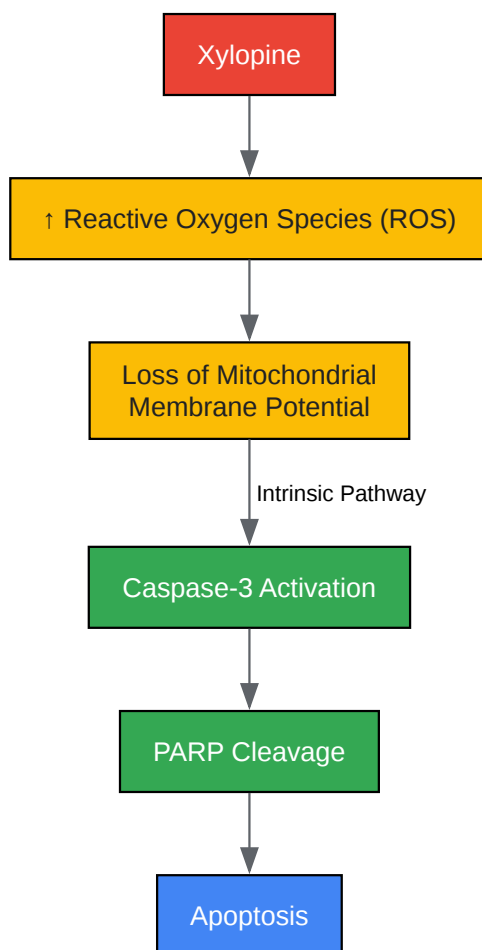 Xylopine
↑ Reactive Oxygen Species (ROS)
Loss of Mitochondrial
Membrane Potential
Intrinsic Pathway
Caspase-3 Activation
PARP Cleavage
Apoptosis